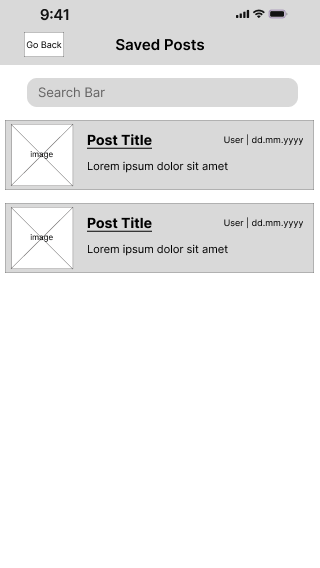 9:41
Go Back
Saved Posts
Search Bar
image
Post Title
User | dd.mm.yyyy
Lorem ipsum dolor sit amet
image
Post Title
User | dd.mm.yyyy
Lorem ipsum dolor sit amet